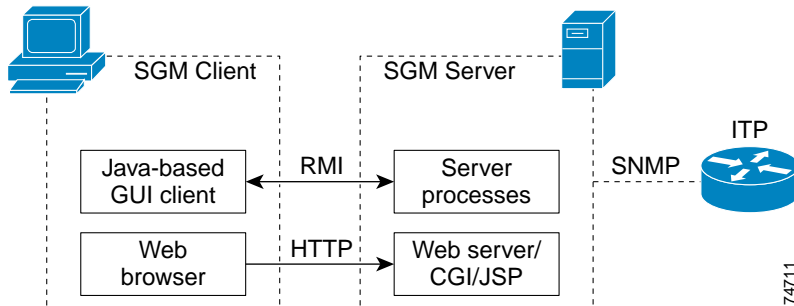 SGM Client
SGM Server
ITP
Java-based
GUI client
RMI
Server
processes
SNMP
Web
browser
HTTP
Web server/
CGI/JSP
74711